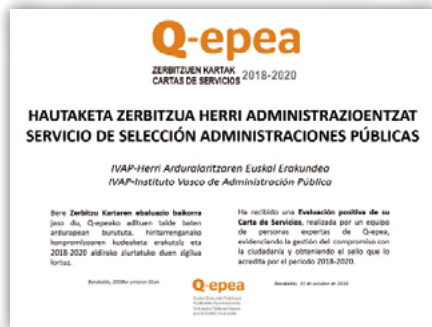 Q-epea
ZERBITZUEN KARTAK
CARTAS DE SERVICIOS 2018-2020
HAUTAKETA ZERBITZUA HERRI ADMINISTRAZIOENTZAT
SERVICIO DE SELECCIÓN ADMINISTRACIONES PÚBLICAS
IVAP-Herri Arduralaritzaren Euskal Erakundea
IVAP-Instituto Vasco de Administración Pública
Bere Zerbitzu Kartaren ebaluazio baikorra
jaso du, Q-epeako adituen talde baten
ardurapean burututa, hiritarrenganako
konpromisoaren kudeaketa erakutsiz eta
2018-2020 aldirako ziurtatuko duen zigilua
lortuz.
Ha recibido una Evaluación positiva de su
Carta de Servicios, realizada por un equipo
de personas expertas de Q-epea,
evidenciando la gestión del compromiso con
la ciudadanía y obteniendo el sello que lo
acredita por el periodo 2018-2020.
Q-epea